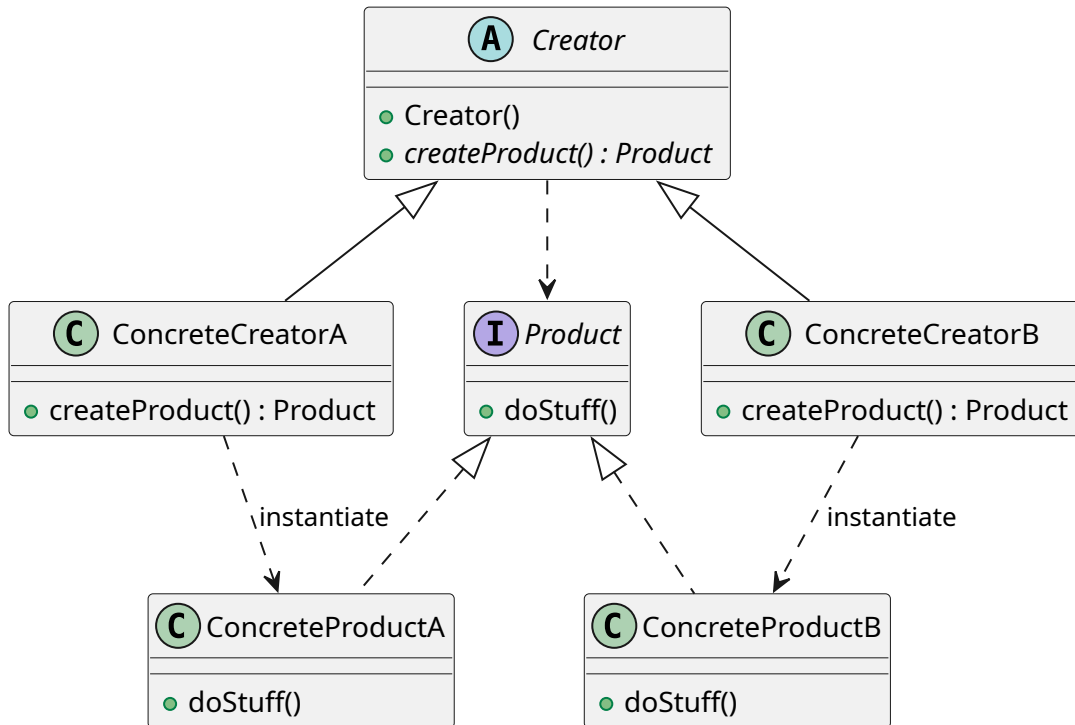 A Creator
Creator()
createProduct() : Product
C ConcreteCreatorA
createProduct() : Product
I Product
doStuff()
C ConcreteCreatorB
createProduct() : Product
instantiate
instantiate
C ConcreteProductA
doStuff()
C ConcreteProductB
doStuff()